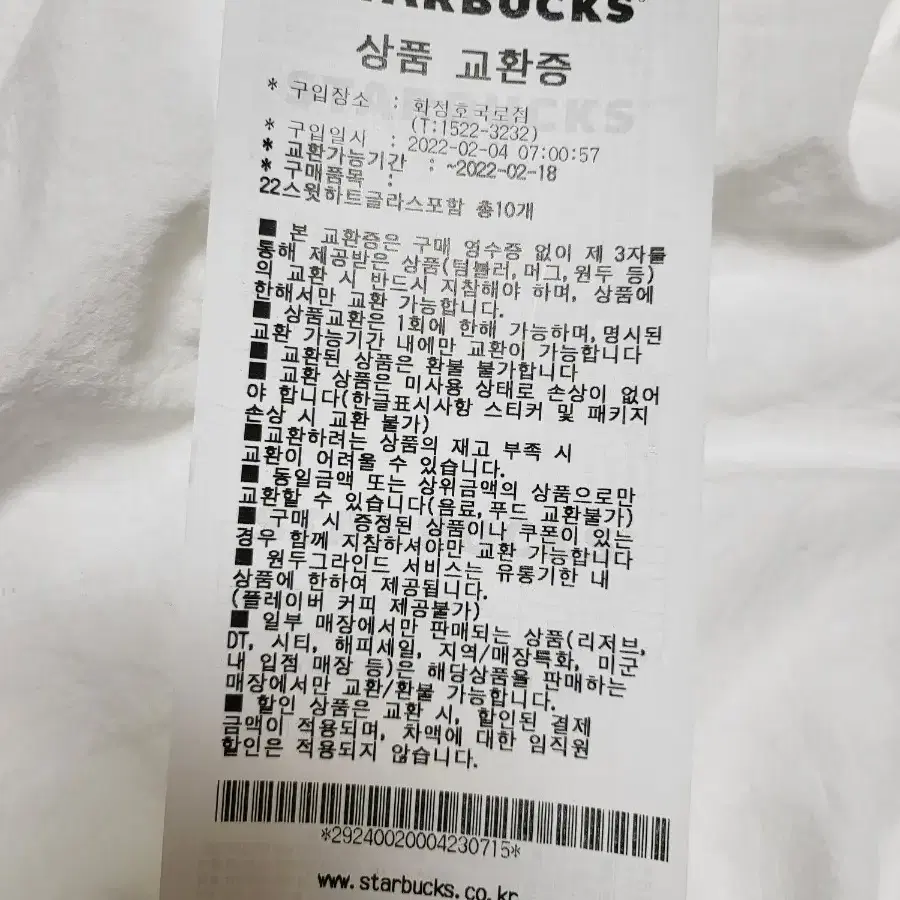 STARBUCKS
상품 교환증
STARBUCKS
* 구입장소 : 화정호국로점
(T:1522-3232)
* 구입일시 : 2022-02-04 07:00:57
* 교환가능기간 : ~2022-02-18
* 구매품목 :
22스윗하트글라스포함 총10개
■ 본 교환증은 구매 영수증 없이 제 3자를
통해 제공받은 상품(텀블러,머그,원두 등)
의 교환 시 반드시 지참해야 하며, 상품에
한해서만 교환 가능합니다.
■ 상품교환은 1회에 한해 가능하며,명시된
교환 가능기간 내에만 교환이 가능합니다
■ 교환된 상품은 환불 불가합니다
■ 교환 상품은 미사용 상태로 손상이 없어
야 합니다(한글표시사항 스티커 및 패키지
손상 시 교환 불가)
■교환하려는 상품의 재고 부족 시
교환이 어려울 수 있습니다.
■ 동일금액 또는 상위금액의 상품으로만
교환할 수 있습니다(음료,푸드 교환불가)
■ 구매 시 증정된 상품이나 쿠폰이 있는
경우 함께 지참하셔야만 교환 가능합니다
■ 원두그라인드 서비스는 유통기한 내
상품에 한하여 제공됩니다.
(플레이버 커피 제공불가)
■ 일부 매장에서만 판매되는 상품(리저브,
DT, 시티, 해피세일, 지역/매장특화, 미군
내 입점 매장 등)은 해당상품을 판매하는
매장에서만 교환/환불 가능합니다.
■ 할인 상품은 교환 시, 할인된 결제
금액이 적용되며, 차액에 대한 임직원
할인은 적용되지 않습니다.
*29240020004230715*
www.starbucks.co.kr